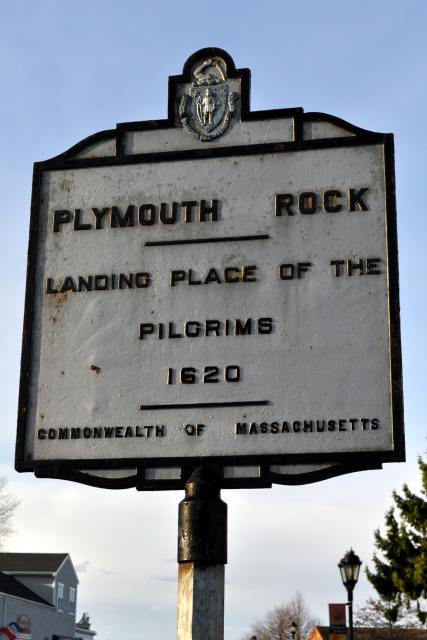 PLYMOUTH ROCK
LANDING PLACE OF THE
PILGRIMS
1620
COMMONWEALTH OF MASSACHUSETTS